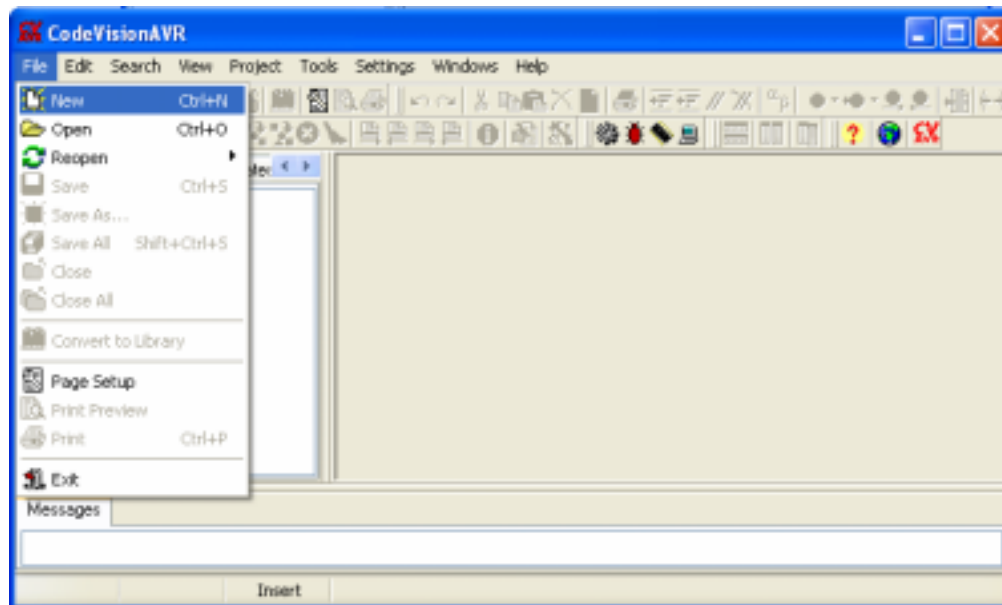 CodeVisionAVR
File Edit Search View Project Tools Settings Windows Help
New Ctrl+N
Open Ctrl+O
Reopen
Save Ctrl+S
Save As...
Save All Shift+Ctrl+S
Close
Close All
Convert to Library
Page Setup
Print Preview
Print Ctrl+P
Exit
Messages
Insert